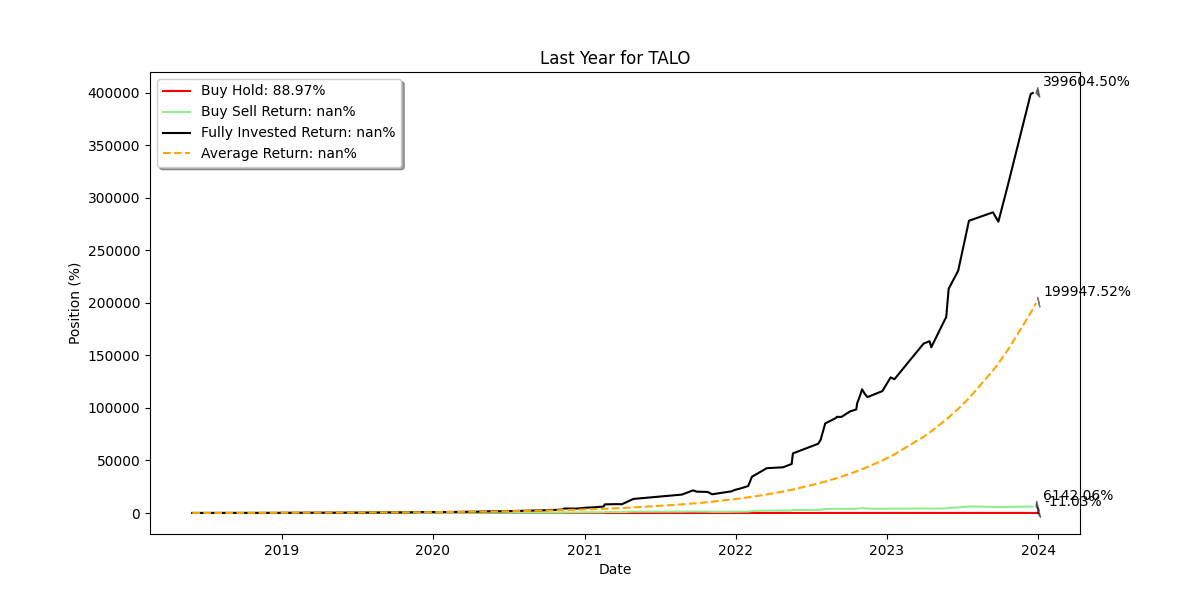 Last Year for TALO
399604.50%
Buy Hold: 88.97%
Buy Sell Return: nan%
Fully Invested Return: nan%
Average Return: nan%
400000
350000
300000
250000
200000
150000
100000
50000
0
Position (%)
199947.52%
6142.06%
-11.03%
2019
2020
2021
2022
2023
2024
Date